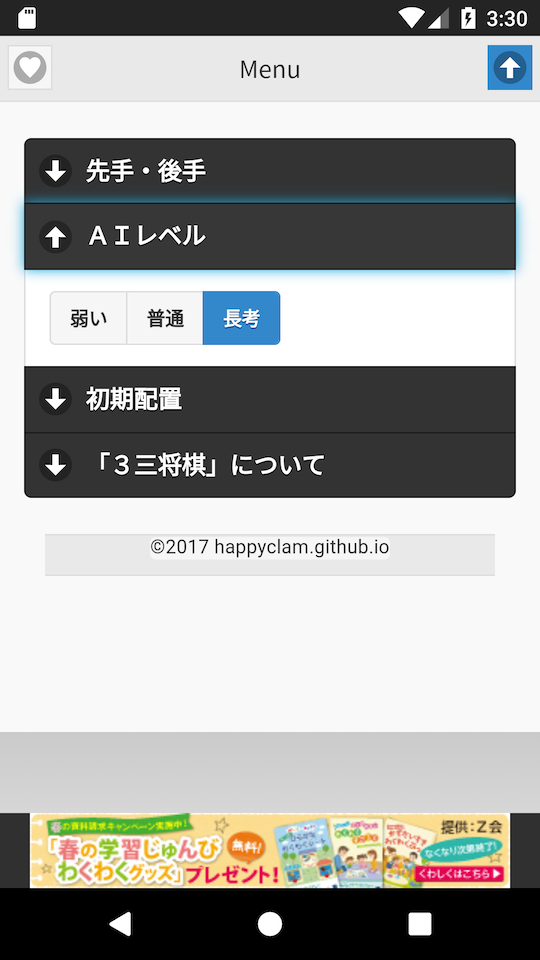 3:30
Menu
先手・後手
ＡＩレベル
弱い 普通 長考
初期配置
「３三将棋」について
©2017 happyclam.github.io
春の資料請求キャンペーン実施中！
「春の学習じゅんび
わくわくグッズ」プレゼント！
無料！
提供：Z会
なくなり次第終了！
くわしくはこちら▶